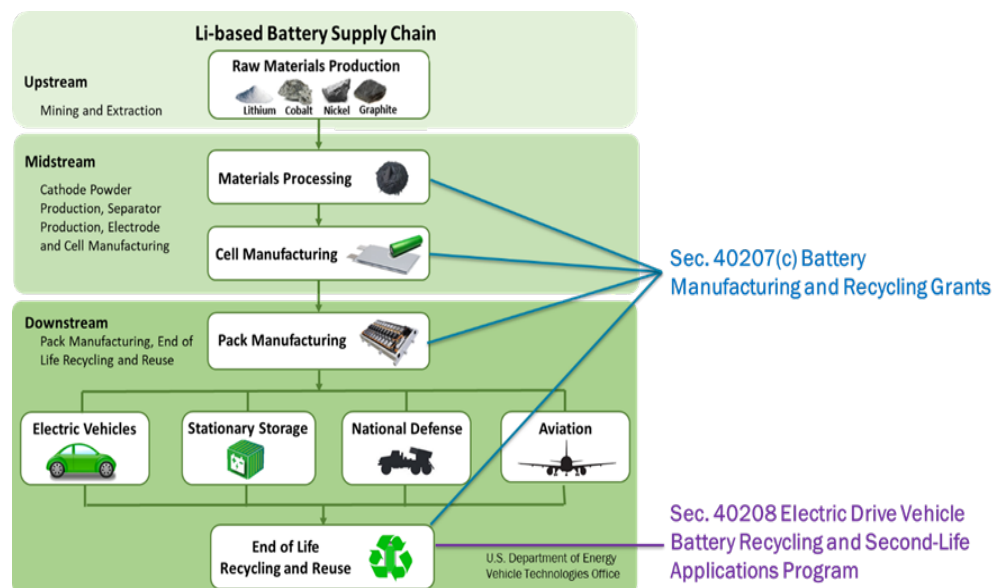 Li-based Battery Supply Chain
Upstream
Mining and Extraction
Raw Materials Production
Lithium Cobalt Nickel Graphite
Midstream
Cathode Powder
Production, Separator
Production, Electrode
and Cell Manufacturing
Materials Processing
Cell Manufacturing
Sec. 40207(c) Battery
Manufacturing and Recycling Grants
Downstream
Pack Manufacturing, End of
Life Recycling and Reuse
Pack Manufacturing
Electric Vehicles
Stationary Storage
National Defense
Aviation
End of Life
Recycling and Reuse
U.S. Department of Energy
Vehicle Technologies Office
Sec. 40208 Electric Drive Vehicle
Battery Recycling and Second-Life
Applications Program